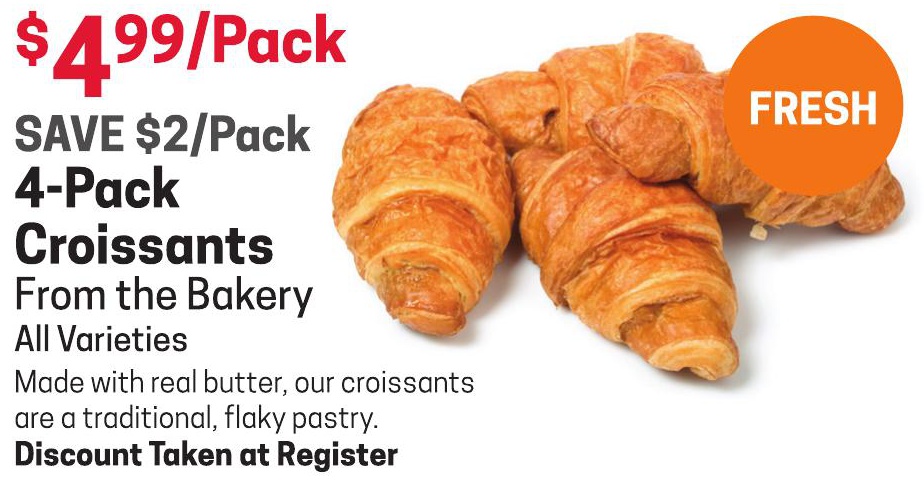 $4.99/Pack
SAVE $2/Pack
4-Pack
Croissants
From the Bakery
All Varieties
Made with real butter, our croissants
are a traditional, flaky pastry.
Discount Taken at Register
FRESH